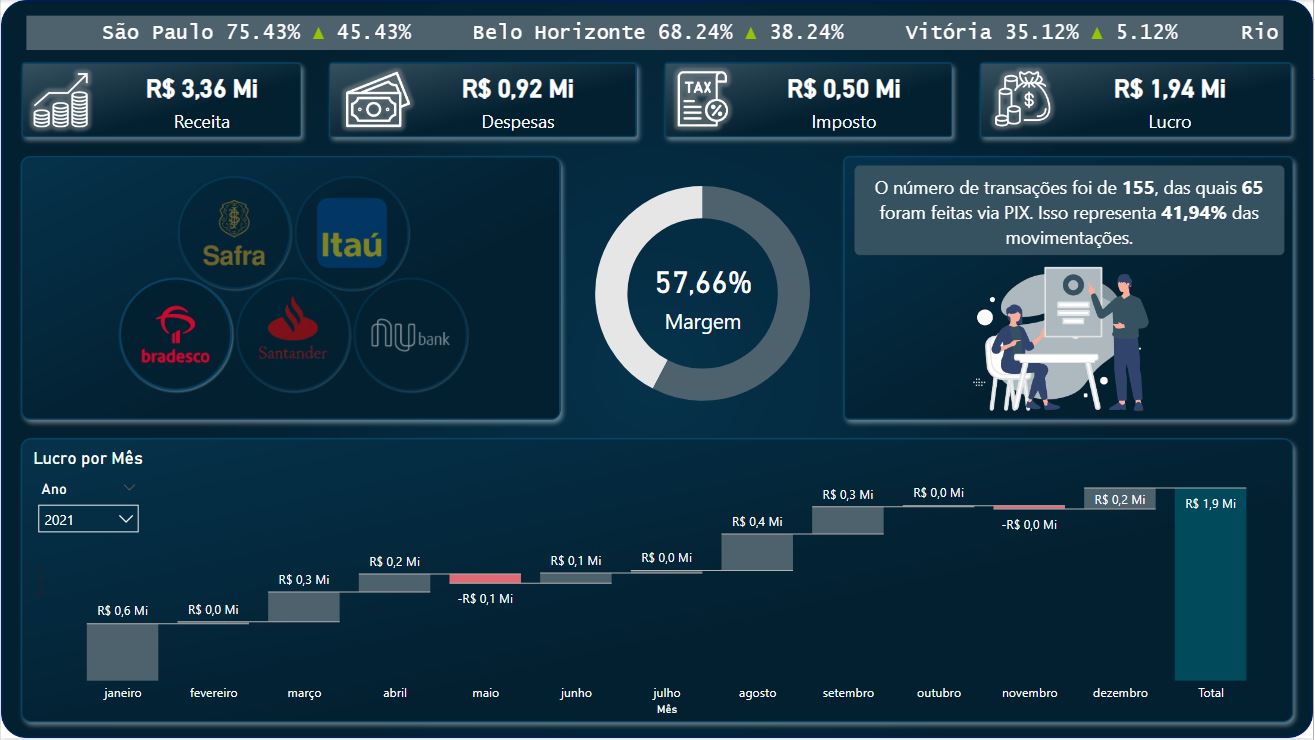 São Paulo 75.43% ▲ 45.43% Belo Horizonte 68.24% ▲ 38.24% Vitória 35.12% ▲ 5.12% Rio
R$ 3,36 Mi
Receita
R$ 0,92 Mi
Despesas
TAX
%
R$ 0,50 Mi
Imposto
$
R$ 1,94 Mi
Lucro
Safra
Itaú
bradesco
Santander
nu bank
57,66%
Margem
O número de transações foi de 155, das quais 65
foram feitas via PIX. Isso representa 41,94% das
movimentações.
Lucro por Mês
Ano
2021
R$ 0,6 Mi
R$ 0,0 Mi
R$ 0,3 Mi
R$ 0,2 Mi
-R$ 0,1 Mi
R$ 0,1 Mi
R$ 0,0 Mi
R$ 0,4 Mi
R$ 0,3 Mi
R$ 0,0 Mi
-R$ 0,0 Mi
R$ 0,2 Mi
R$ 1,9 Mi
janeiro fevereiro março abril maio junho julho agosto setembro outubro novembro dezembro Total
Mês